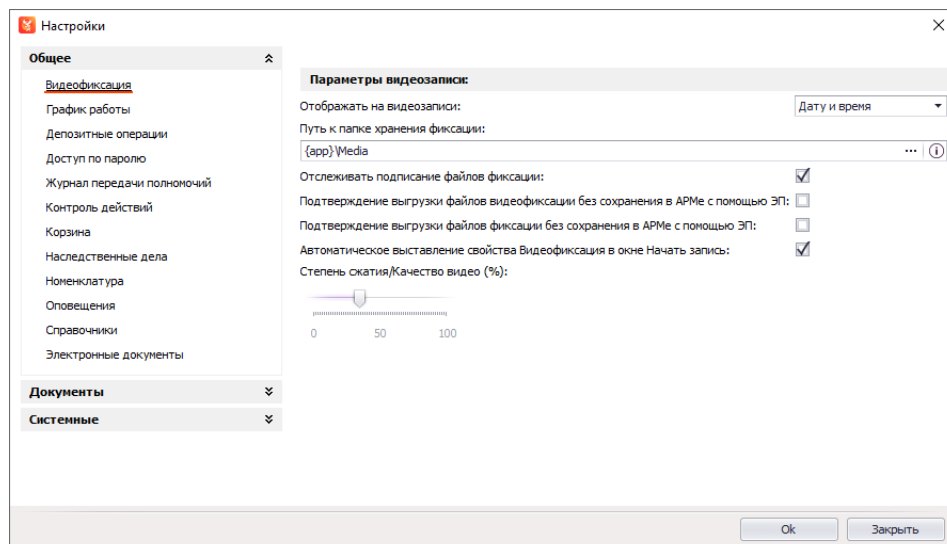 Настройки
Общее
Видеофиксация
График работы
Депозитные операции
Доступ по паролю
Журнал передачи полномочий
Контроль действий
Корзина
Наследственные дела
Номенклатура
Оповещения
Справочники
Электронные документы
Документы
Системные
Параметры видеозаписи:
Отображать на видеозаписи: Дату и время
Путь к папке хранения фиксации:
{app}\Media ...
Отслеживать подписание файлов фиксации:
Подтверждение выгрузки файлов видеофиксации без сохранения в АРМе с помощью ЭП:
Подтверждение выгрузки файлов фиксации без сохранения в АРМе с помощью ЭП:
Автоматическое выставление свойства Видеофиксация в окне Начать запись:
Степень сжатия/Качество видео (%):
0 50 100
Ok Закрыть